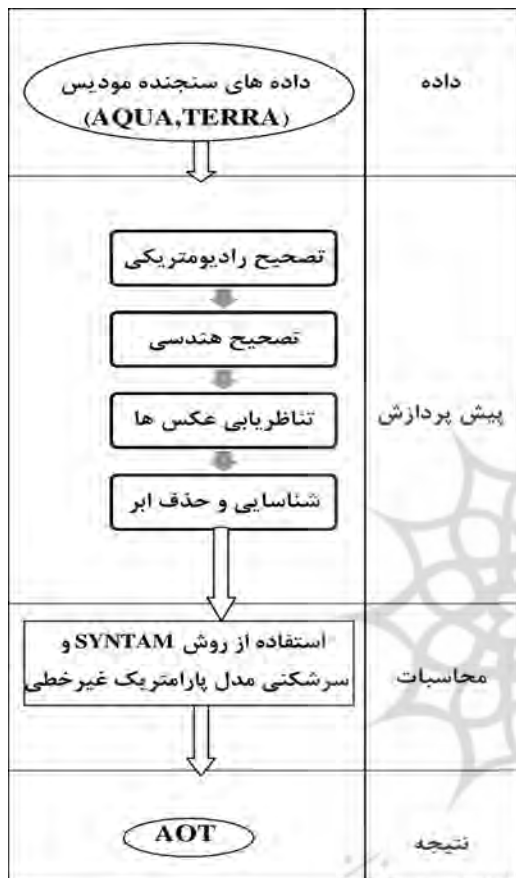 داده
داده های سنجنده مودیس
(AQUA,TERRA)
پیش پردازش
تصحیح رادیومتریکی
تصحیح هندسی
تناظریابی عکس ها
شناسایی و حذف ابر
محاسبات
استفاده از روش SYNTAM و
سرشکنی مدل پارامتریک غیرخطی
نتیجه
AOT